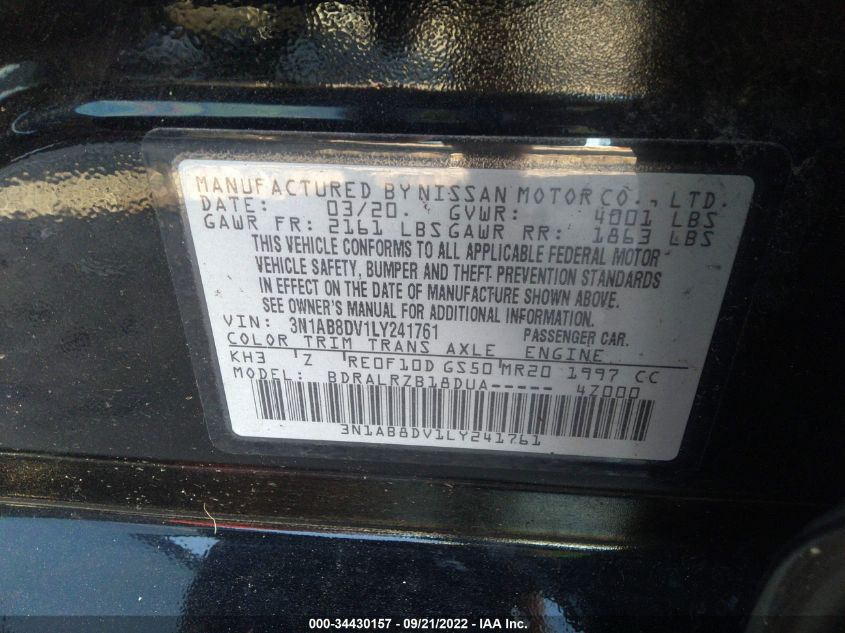 MANUFACTURED BY NISSAN MOTOR CO., LTD.
DATE: 03/20. GVWR: 4001 LBS
GAWR FR: 2161 LBS GAWR RR: 1863 LBS
THIS VEHICLE CONFORMS TO ALL APPLICABLE FEDERAL MOTOR
VEHICLE SAFETY, BUMPER AND THEFT PREVENTION STANDARDS
IN EFFECT ON THE DATE OF MANUFACTURE SHOWN ABOVE.
SEE OWNER'S MANUAL FOR ADDITIONAL INFORMATION.
VIN: 3N1AB8DV1LY241761 PASSENGER CAR.
COLOR TRIM TRANS AXLE ENGINE
KH3 Z RE0F10D GS50 MR20 1997 CC
MODEL: BDRALRZB18DUA----- 4Z000
3N1AB8DV1LY241761
000-34430157 - 09/21/2022 - IAA Inc.